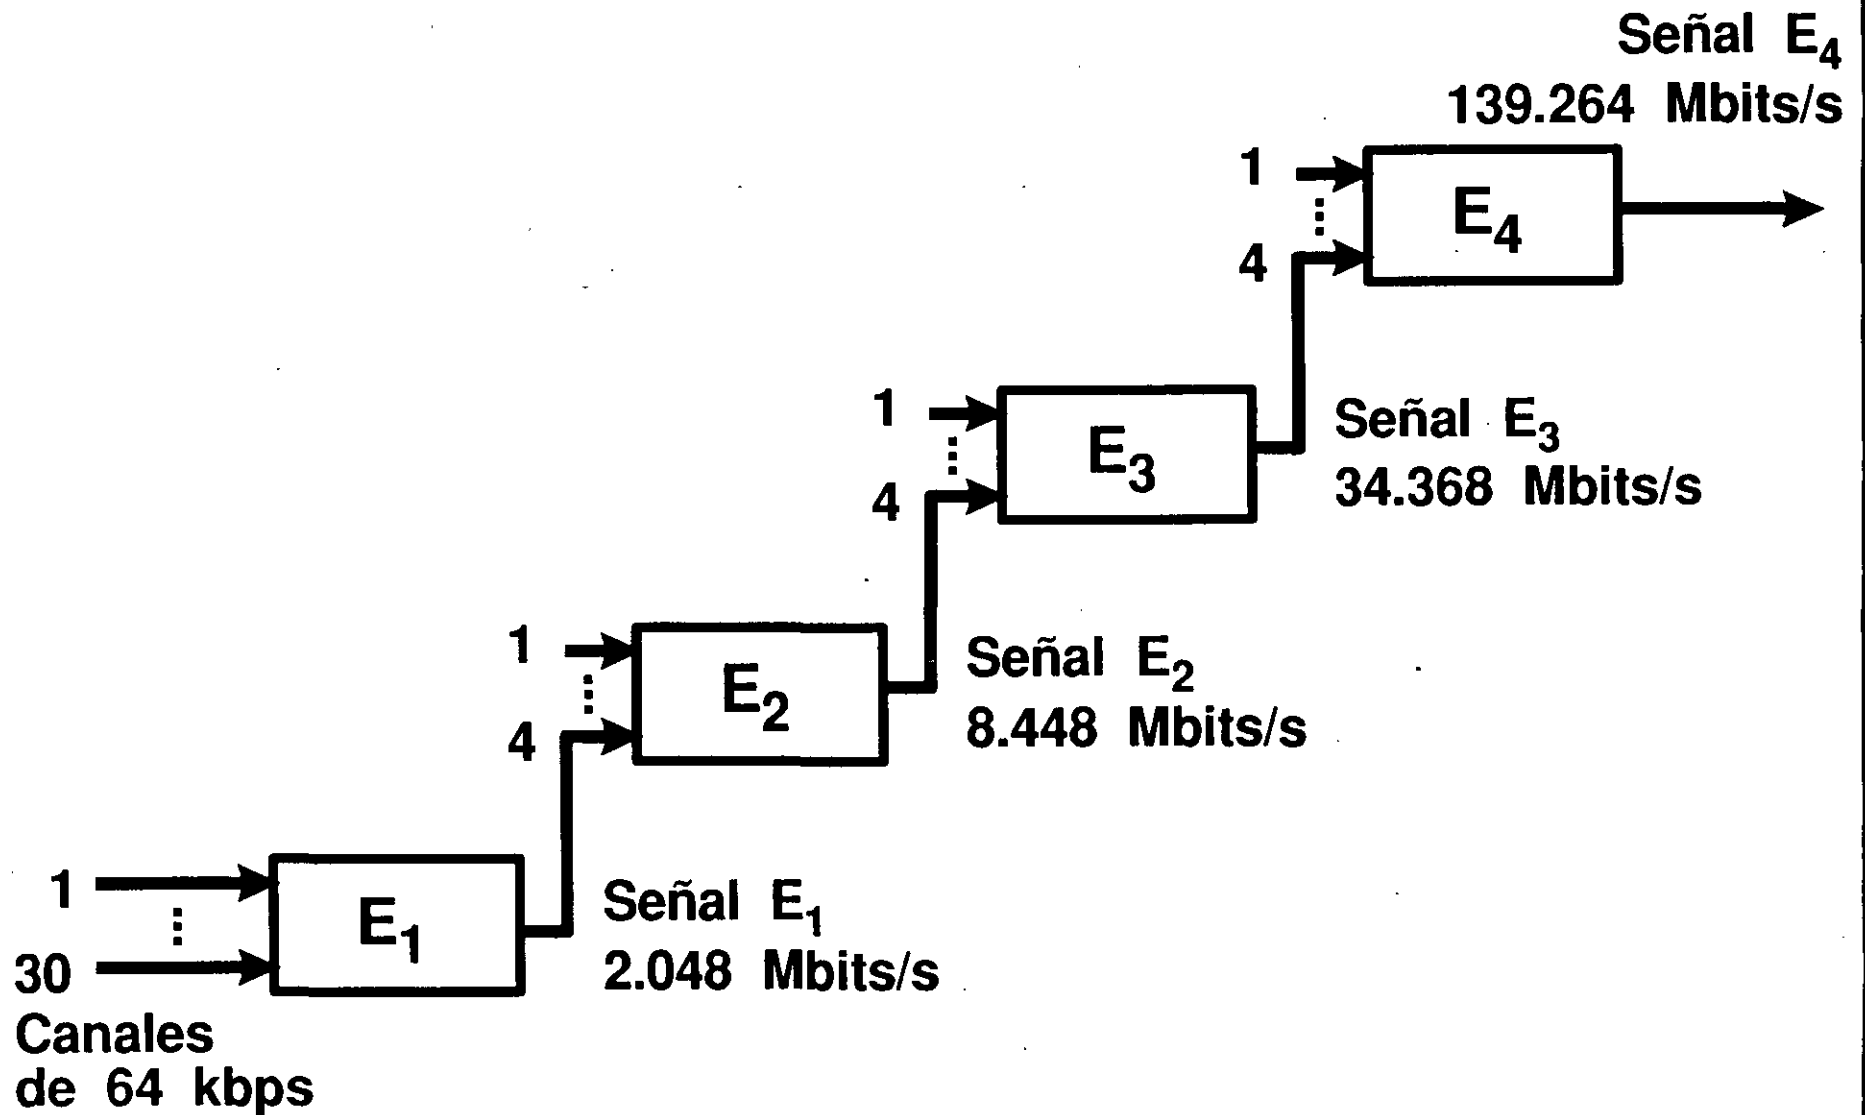 Señal E4
139.264 Mbits/s
1
E4
4
1
E3
4
Señal E3
34.368 Mbits/s
1
E2
4
Señal E2
8.448 Mbits/s
1
E1
30
Señal E1
2.048 Mbits/s
Canales
de 64 kbps